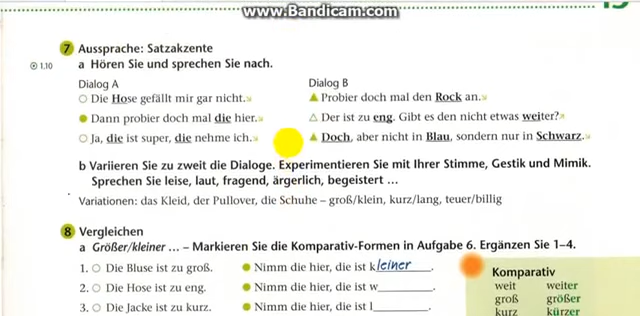 www.Bandicam.com
7 Aussprache: Satzakzente
1.10 a Hören Sie und sprechen Sie nach.
Dialog A
Die Hose gefällt mir gar nicht.
Dann probier doch mal die hier.
Ja, die ist super, die nehme ich.
Dialog B
Probier doch mal den Rock an.
Der ist zu eng. Gibt es den nicht etwas weiter?
Doch, aber nicht in Blau, sondern nur in Schwarz.
b Variieren Sie zu zweit die Dialoge. Experimentieren Sie mit Ihrer Stimme, Gestik und Mimik.
Sprechen Sie leise, laut, fragend, ärgerlich, begeistert ...
Variationen: das Kleid, der Pullover, die Schuhe – groß/klein, kurz/lang, teuer/billig
8 Vergleichen
a Größer/kleiner ... – Markieren Sie die Komparativ-Formen in Aufgabe 6. Ergänzen Sie 1–4.
1. Die Bluse ist zu groß. Nimm die hier, die ist kleiner.
2. Die Hose ist zu eng. Nimm die hier, die ist w______.
3. Die Jacke ist zu kurz. Nimm die hier, die ist l______.
Komparativ
weit weiter
groß größer
kurz kürzer